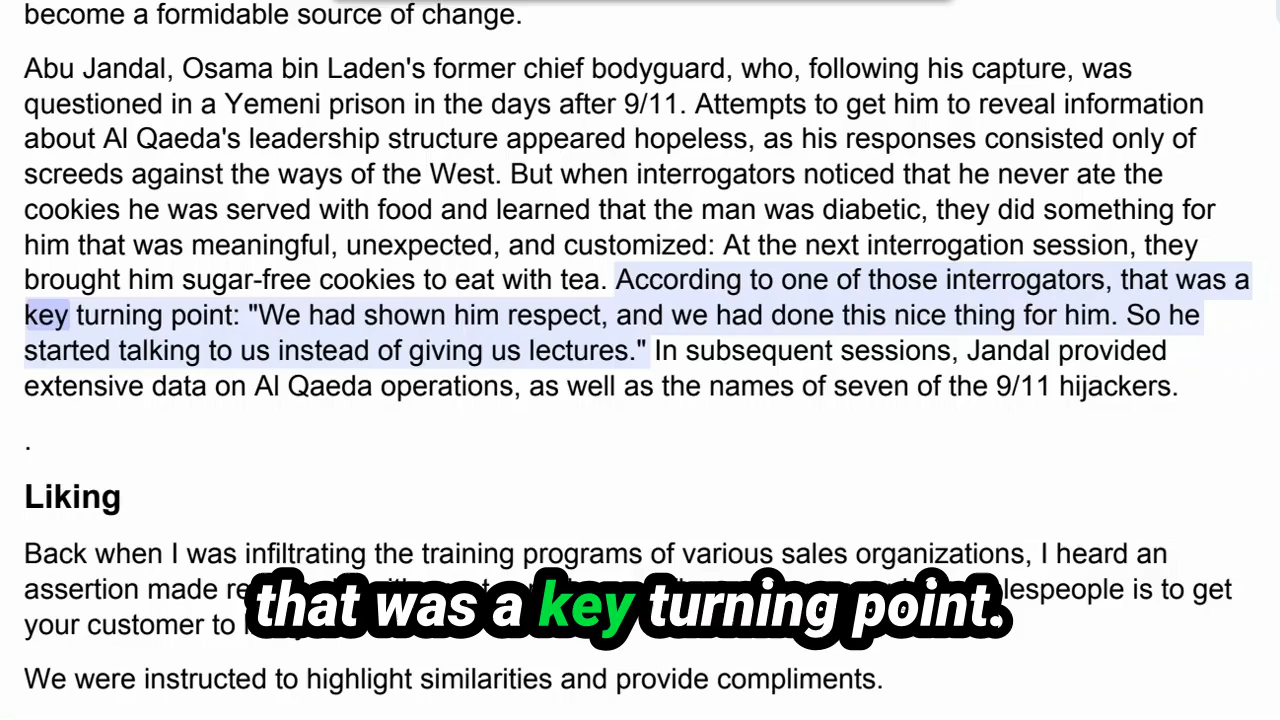 become a formidable source of change.
Abu Jandal, Osama bin Laden's former chief bodyguard, who, following his capture, was
questioned in a Yemeni prison in the days after 9/11. Attempts to get him to reveal information
about Al Qaeda's leadership structure appeared hopeless, as his responses consisted only of
screeds against the ways of the West. But when interrogators noticed that he never ate the
cookies he was served with food and learned that the man was diabetic, they did something for
him that was meaningful, unexpected, and customized: At the next interrogation session, they
brought him sugar-free cookies to eat with tea. According to one of those interrogators, that was a
key turning point: "We had shown him respect, and we had done this nice thing for him. So he
started talking to us instead of giving us lectures." In subsequent sessions, Jandal provided
extensive data on Al Qaeda operations, as well as the names of seven of the 9/11 hijackers.
.
Liking
Back when I was infiltrating the training programs of various sales organizations, I heard an
assertion made is to get
your customer to
that was a key turning point.
We were instructed to highlight similarities and provide compliments.